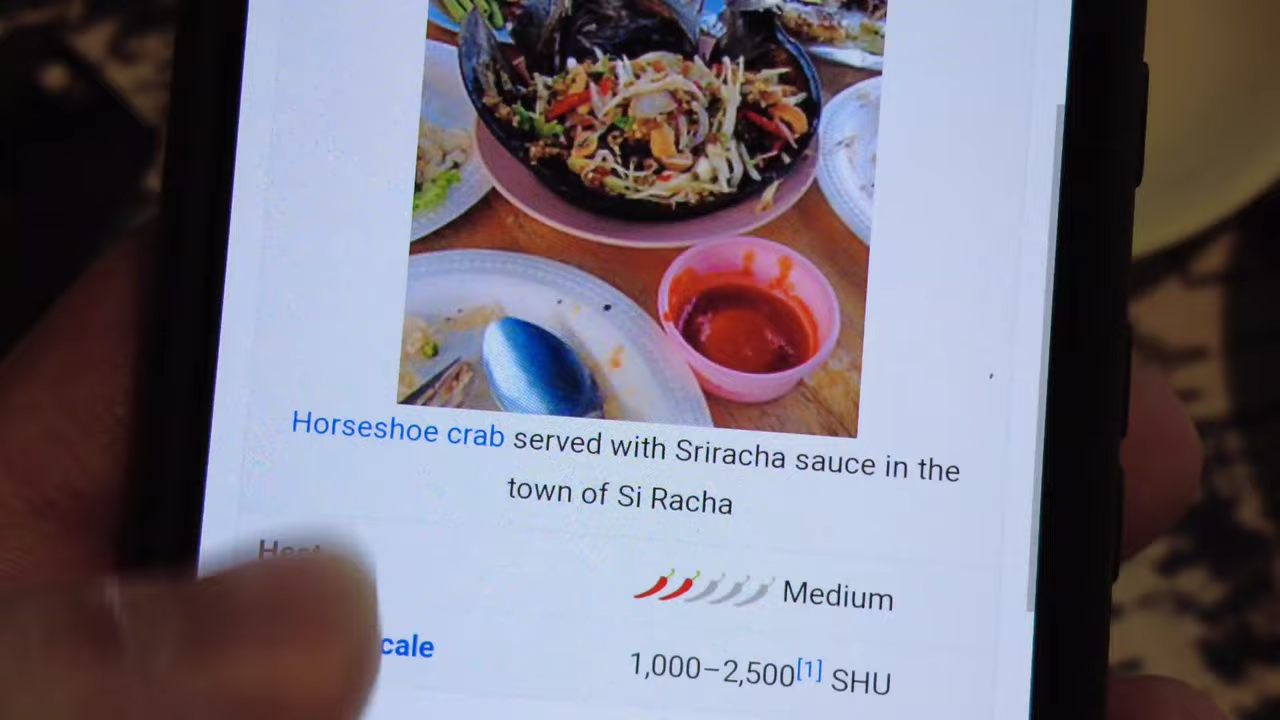 Horseshoe crab served with Sriracha sauce in the
town of Si Racha
Heat
Medium
cale
1,000–2,500[1] SHU